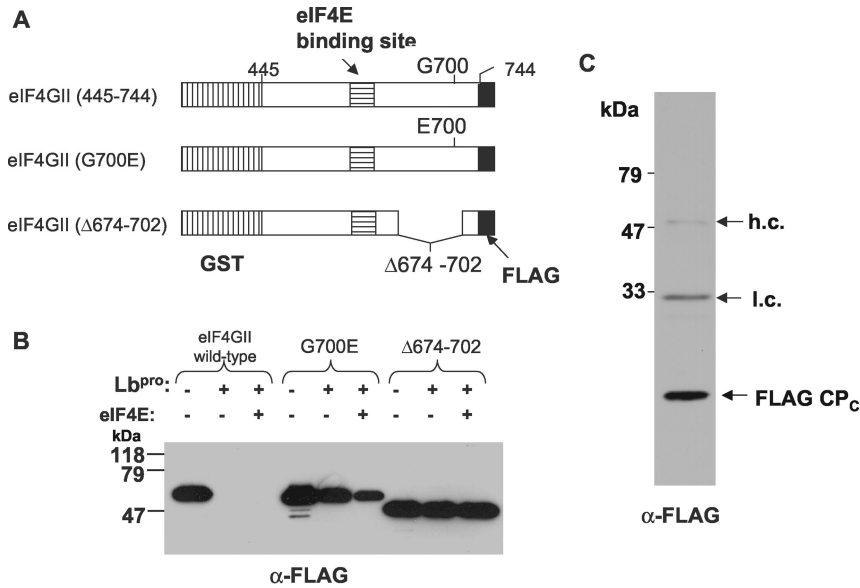 A
eIF4E
binding site
445
G700
744
eIF4GII (445-744)
E700
eIF4GII (G700E)
eIF4GII (Δ674-702)
GST
Δ674 -702
FLAG
B
eIF4GII
wild-type
G700E
Δ674-702
Lbpro: - + + - + + - + +
eIF4E: - + - + - +
kDa
118
79
47
α-FLAG
C
kDa
79
47
33
h.c.
l.c.
FLAG CPC
α-FLAG